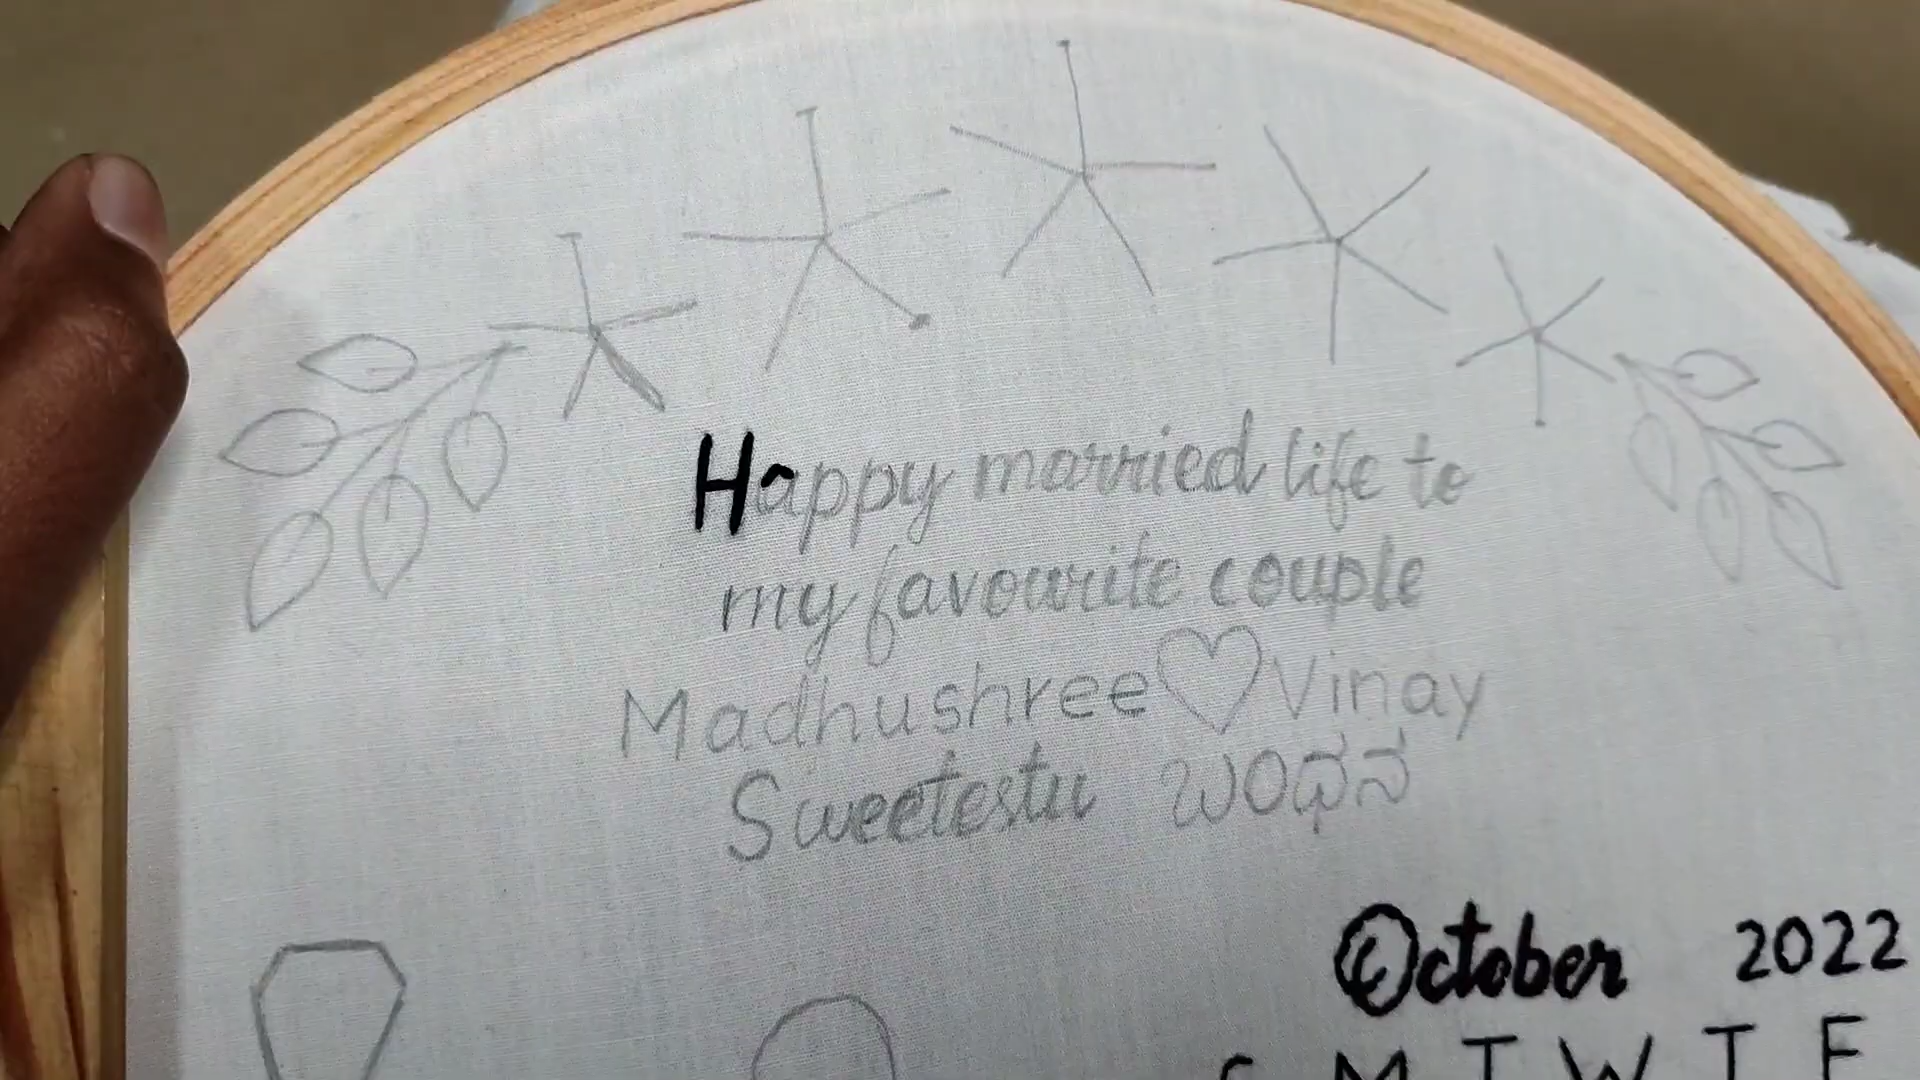 Happy married life to
my favourite couple
Madhushree♡Vinay
Sweetestu ಬಂಧನ
October 2022
S M T W T F